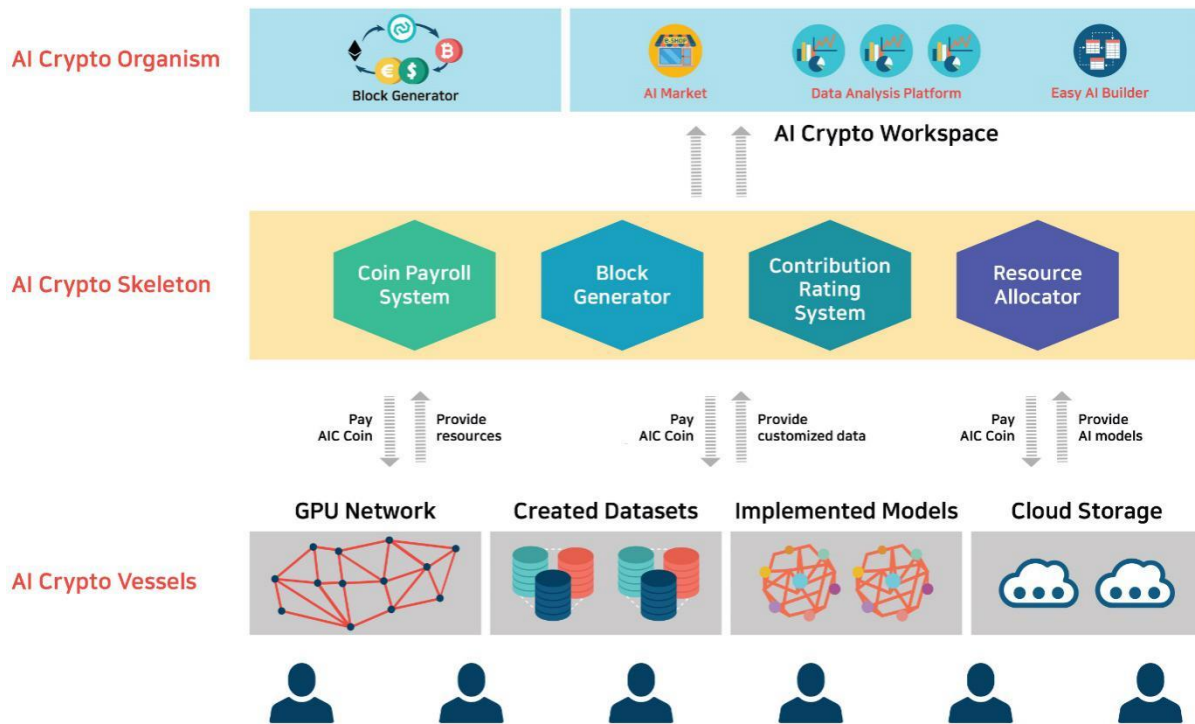 AI Crypto Organism
Block Generator
E-SHOP
AI Market
Data Analysis Platform
Easy AI Builder
AI Crypto Workspace
AI Crypto Skeleton
Coin Payroll
System
Block
Generator
Contribution
Rating
System
Resource
Allocator
Pay
AIC Coin
Provide
resources
Pay
AIC Coin
Provide
customized data
Pay
AIC Coin
Provide
AI models
GPU Network
Created Datasets
Implemented Models
Cloud Storage
AI Crypto Vessels